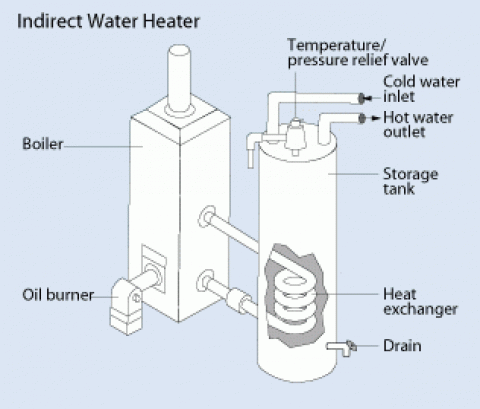 Indirect Water Heater
Temperature/
pressure relief valve
Cold water
inlet
Hot water
outlet
Boiler
Storage
tank
Oil burner
Heat
exchanger
Drain